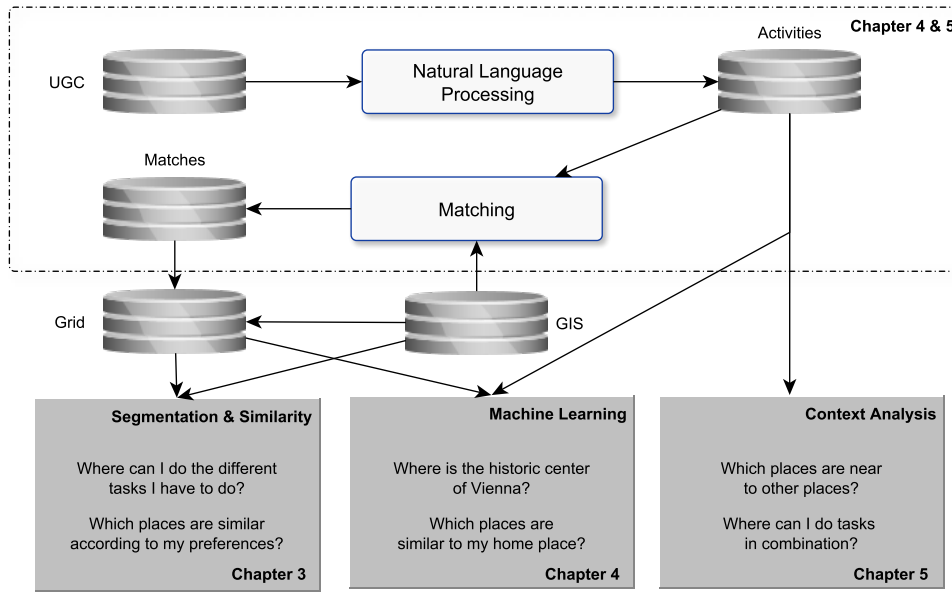 Chapter 4 & 5
Activities
UGC
Natural Language
Processing
Matches
Matching
Grid
GIS
Segmentation & Similarity
Where can I do the different
tasks I have to do?
Which places are similar
according to my preferences?
Chapter 3
Machine Learning
Where is the historic center
of Vienna?
Which places are
similar to my home place?
Chapter 4
Context Analysis
Which places are near
to other places?
Where can I do tasks
in combination?
Chapter 5